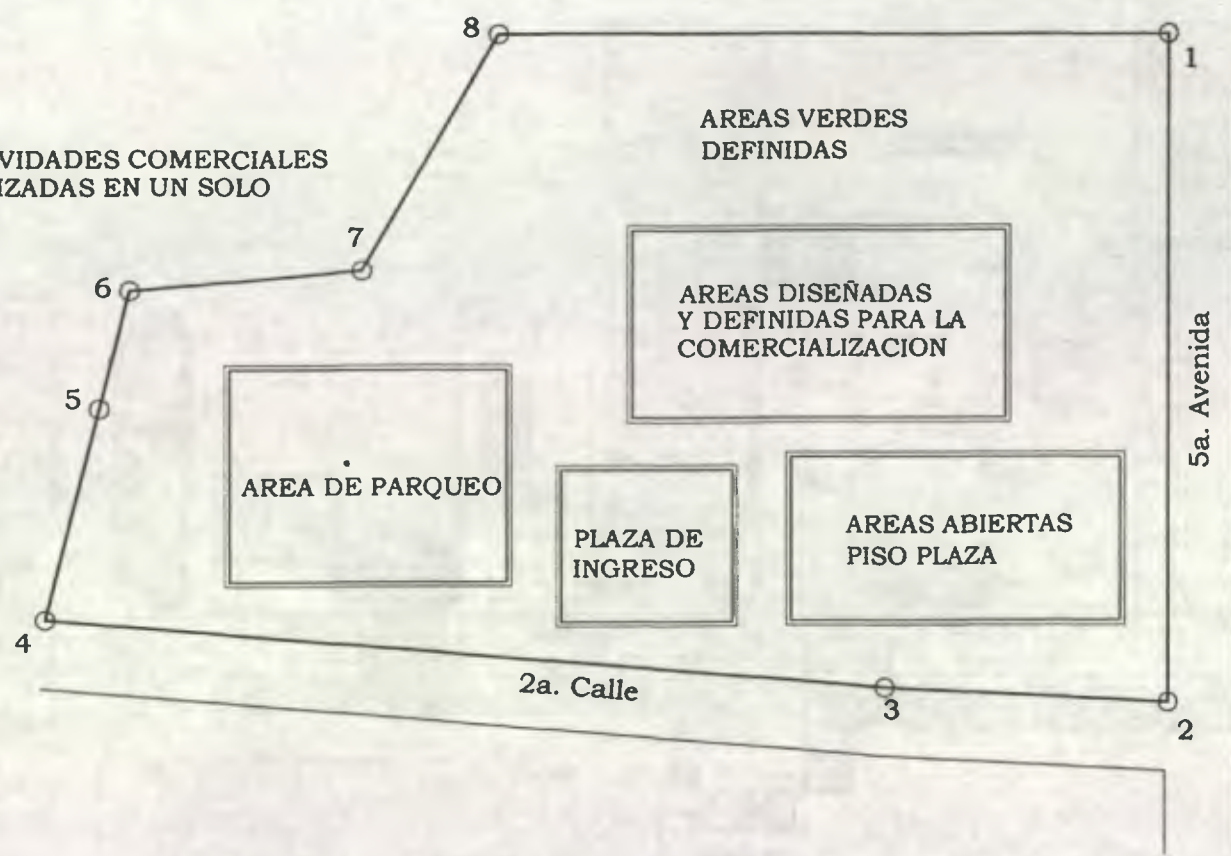 8
1
AREAS VERDES
DEFINIDAS
VIDADES COMERCIALES
IZADAS EN UN SOLO
7
6
AREAS DISEÑADAS
Y DEFINIDAS PARA LA
COMERCIALIZACION
5a. Avenida
5
AREA DE PARQUEO
PLAZA DE
INGRESO
AREAS ABIERTAS
PISO PLAZA
4
2a. Calle
3
2